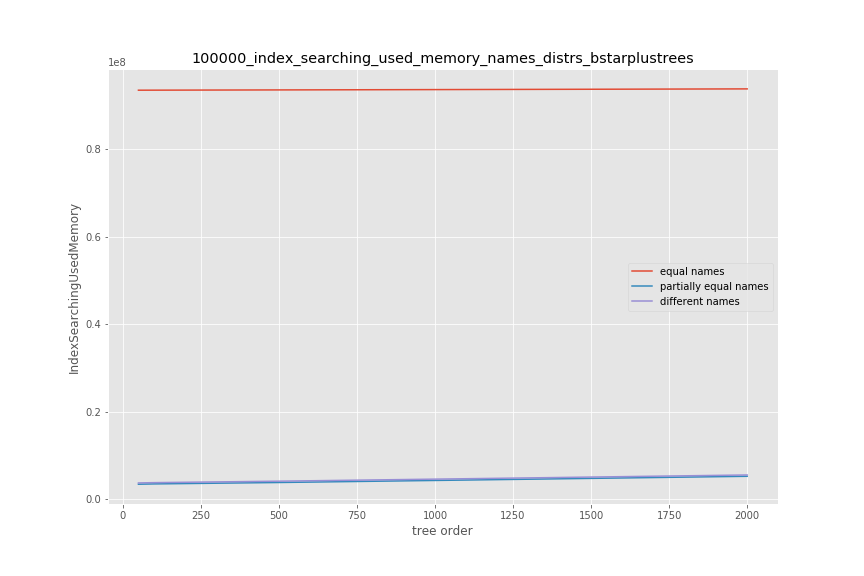 100000_index_searching_used_memory_names_distrs_bstarplustrees
1e8
0.8
0.6
0.4
0.2
0.0
IndexSearchingUsedMemory
equal names
partially equal names
different names
0 250 500 750 1000 1250 1500 1750 2000
tree order